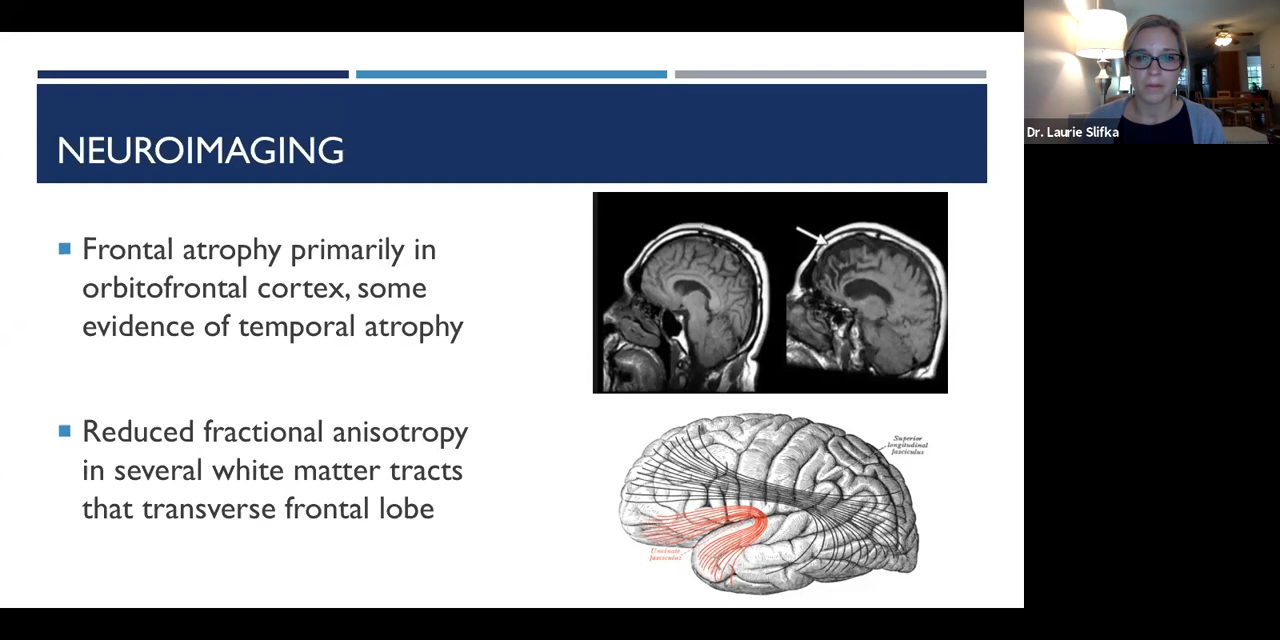 NEUROIMAGING
Frontal atrophy primarily in
orbitofrontal cortex, some
evidence of temporal atrophy
Reduced fractional anisotropy
in several white matter tracts
that transverse frontal lobe
Superior
longitudinal
fasciculus
Uncinate
fasciculus
Dr. Laurie Slifka